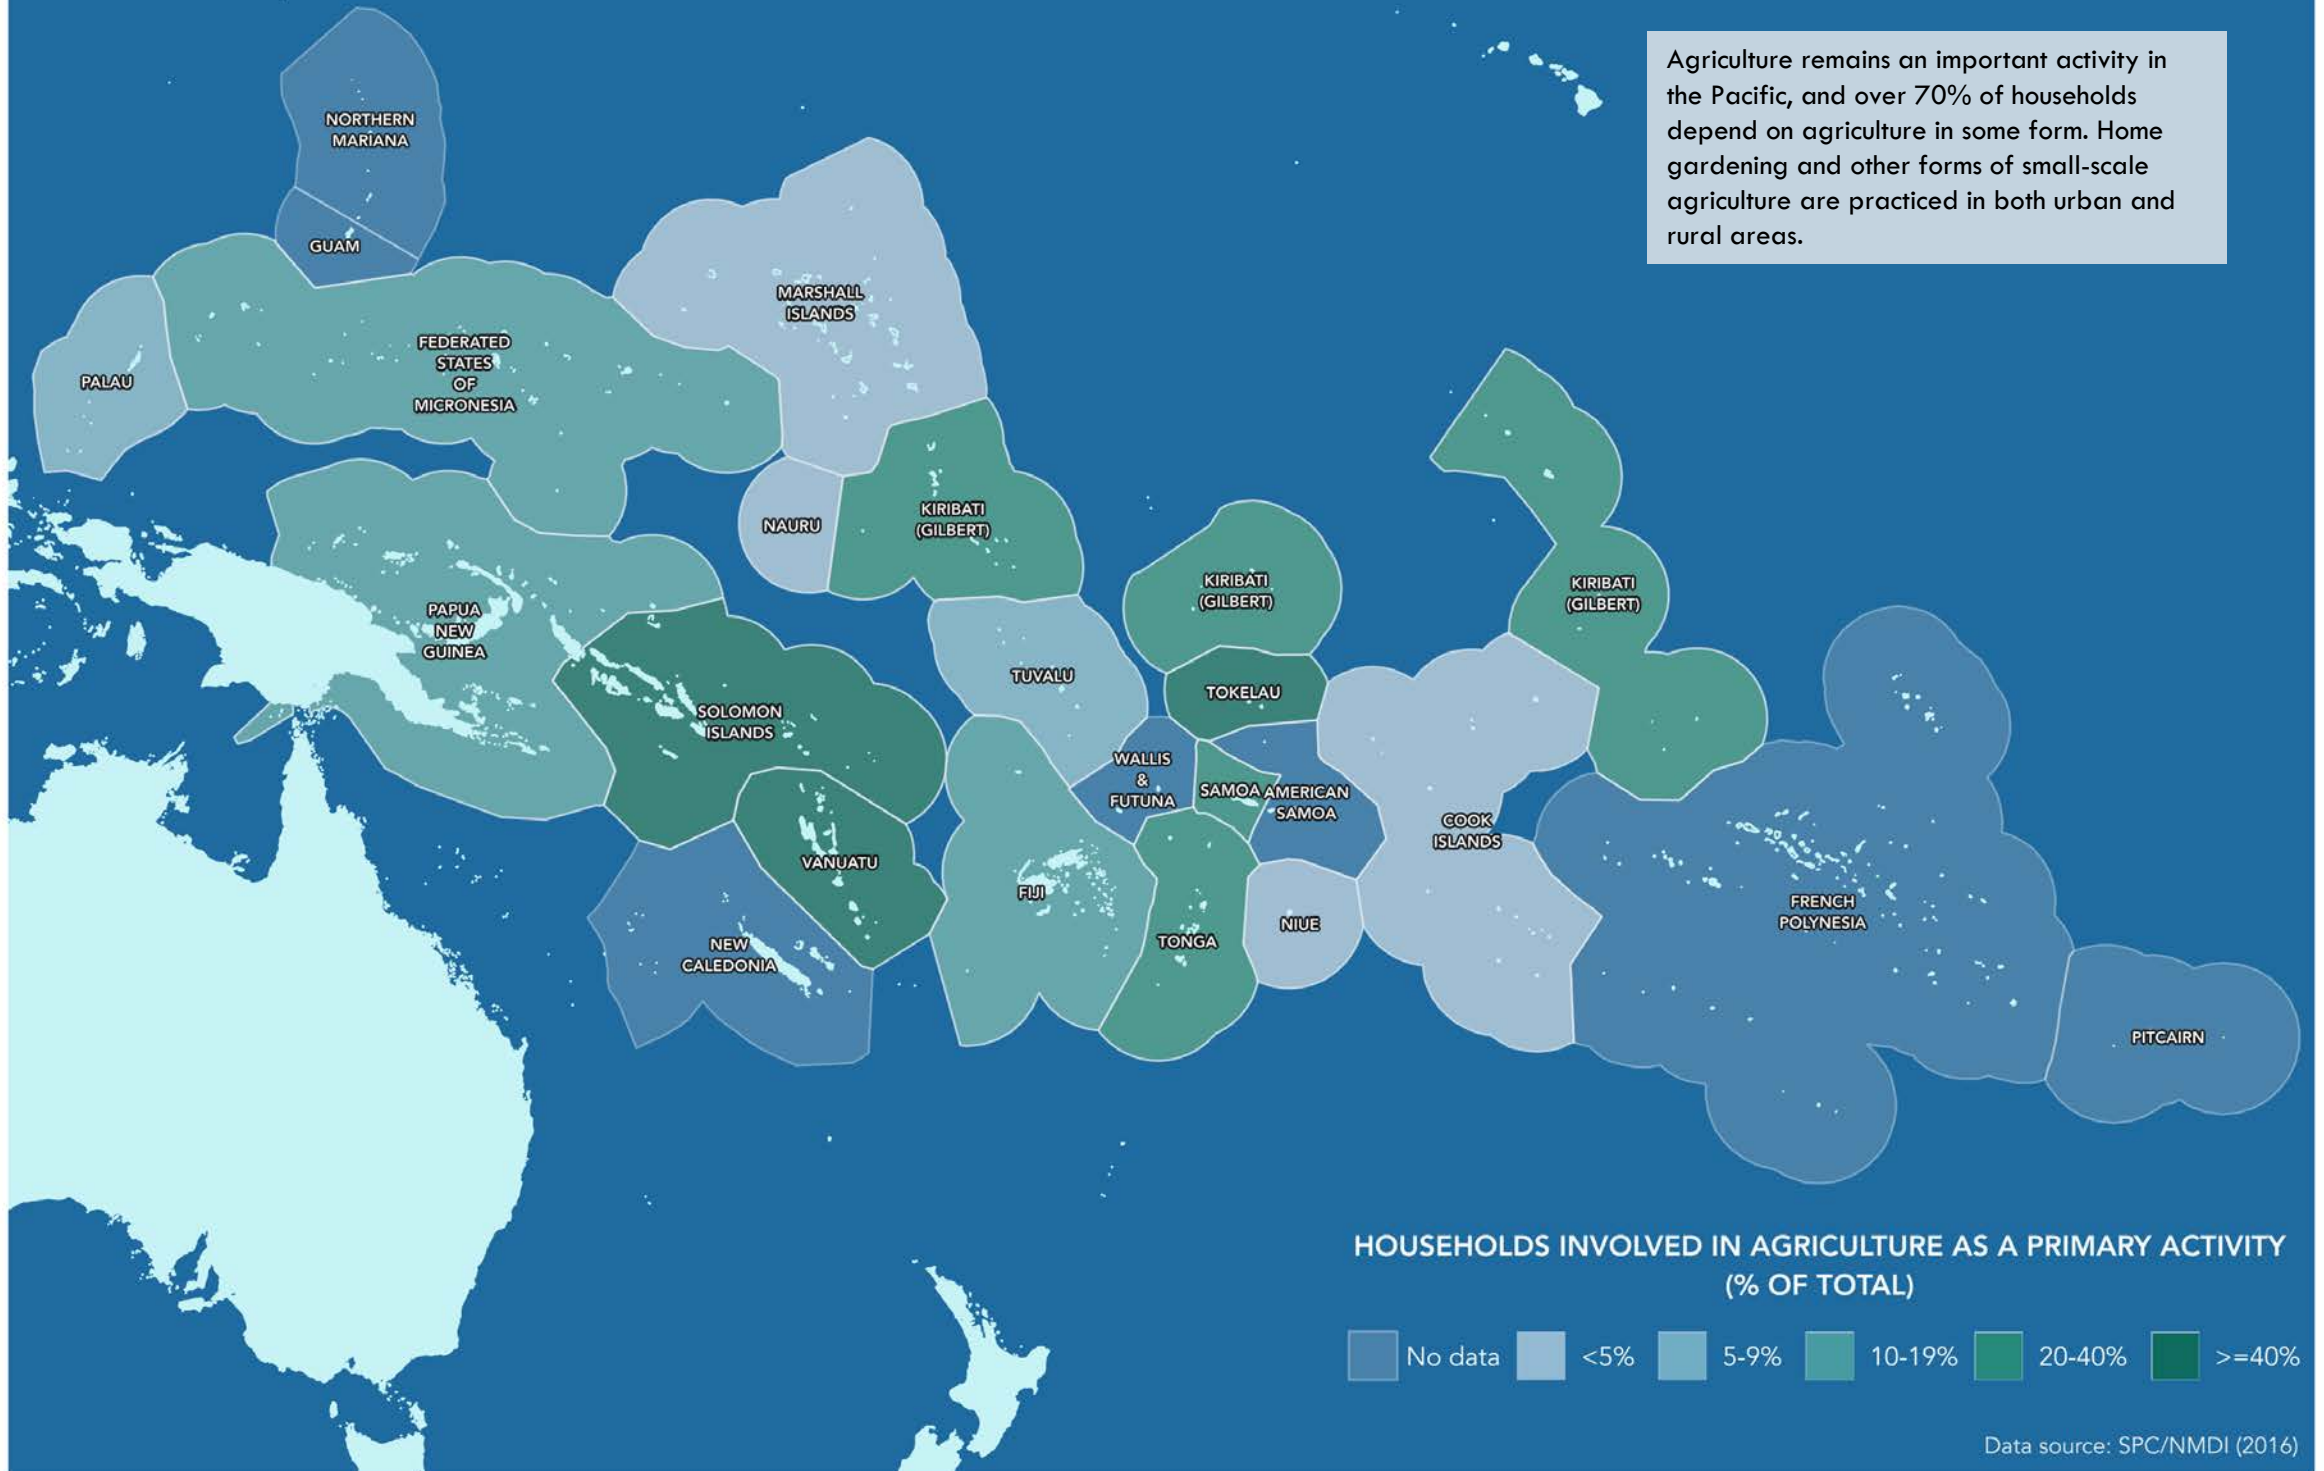 Agriculture remains an important activity in
the Pacific, and over 70% of households
depend on agriculture in some form. Home
gardening and other forms of small-scale
agriculture are practiced in both urban and
rural areas.
NORTHERN
MARIANA
GUAM
MARSHALL
ISLANDS
FEDERATED
STATES
OF
MICRONESIA
PALAU
NAURU
KIRIBATI
(GILBERT)
KIRIBATI
(GILBERT)
KIRIBATI
(GILBERT)
PAPUA
NEW
GUINEA
TUVALU
TOKELAU
SOLOMON
ISLANDS
WALLIS
&
FUTUNA
SAMOA
AMERICAN
SAMOA
COOK
ISLANDS
VANUATU
FIJI
NIUE
TONGA
NEW
CALEDONIA
FRENCH
POLYNESIA
PITCAIRN
HOUSEHOLDS INVOLVED IN AGRICULTURE AS A PRIMARY ACTIVITY
(% OF TOTAL)
No data <5% 5-9% 10-19% 20-40% >=40%
Data source: SPC/NMDI (2016)